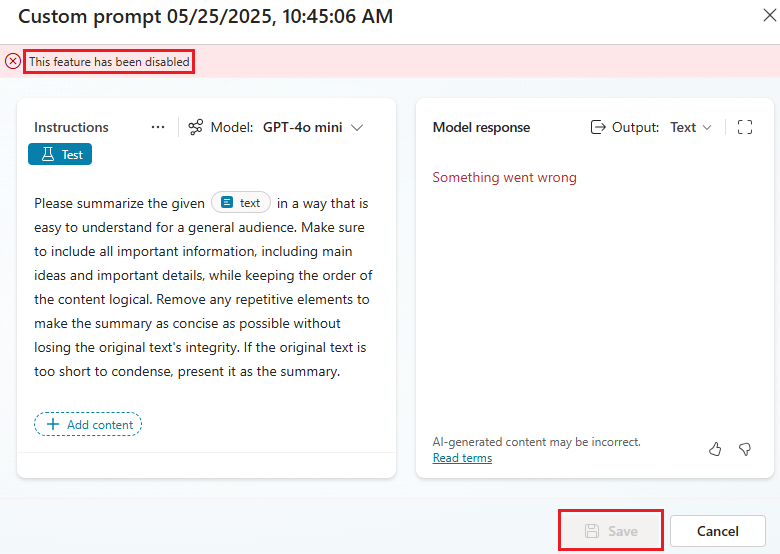 Custom prompt 05/25/2025, 10:45:06 AM
This feature has been disabled
Instructions
Model: GPT-4o mini
Test
Please summarize the given text in a way that is
easy to understand for a general audience. Make sure
to include all important information, including main
ideas and important details, while keeping the order of
the content logical. Remove any repetitive elements to
make the summary as concise as possible without
losing the original text's integrity. If the original text is
too short to condense, present it as the summary.
Add content
Model response
Output: Text
Something went wrong
AI-generated content may be incorrect.
Read terms
Save
Cancel